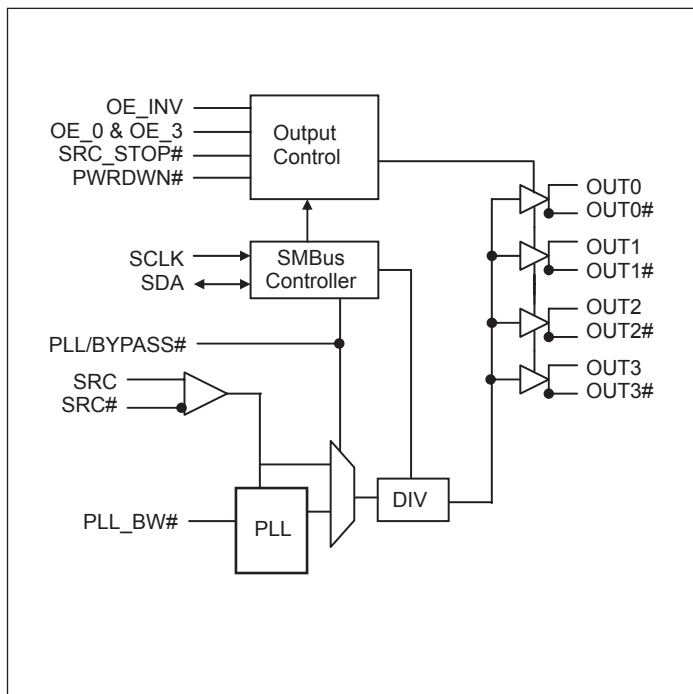 OE_INV
OE_0 & OE_3
SRC_STOP#
PWRDWN#
Output
Control
SCLK
SDA
SMBus
Controller
PLL/BYPASS#
SRC
SRC#
PLL_BW#
PLL
DIV
OUT0
OUT0#
OUT1
OUT1#
OUT2
OUT2#
OUT3
OUT3#